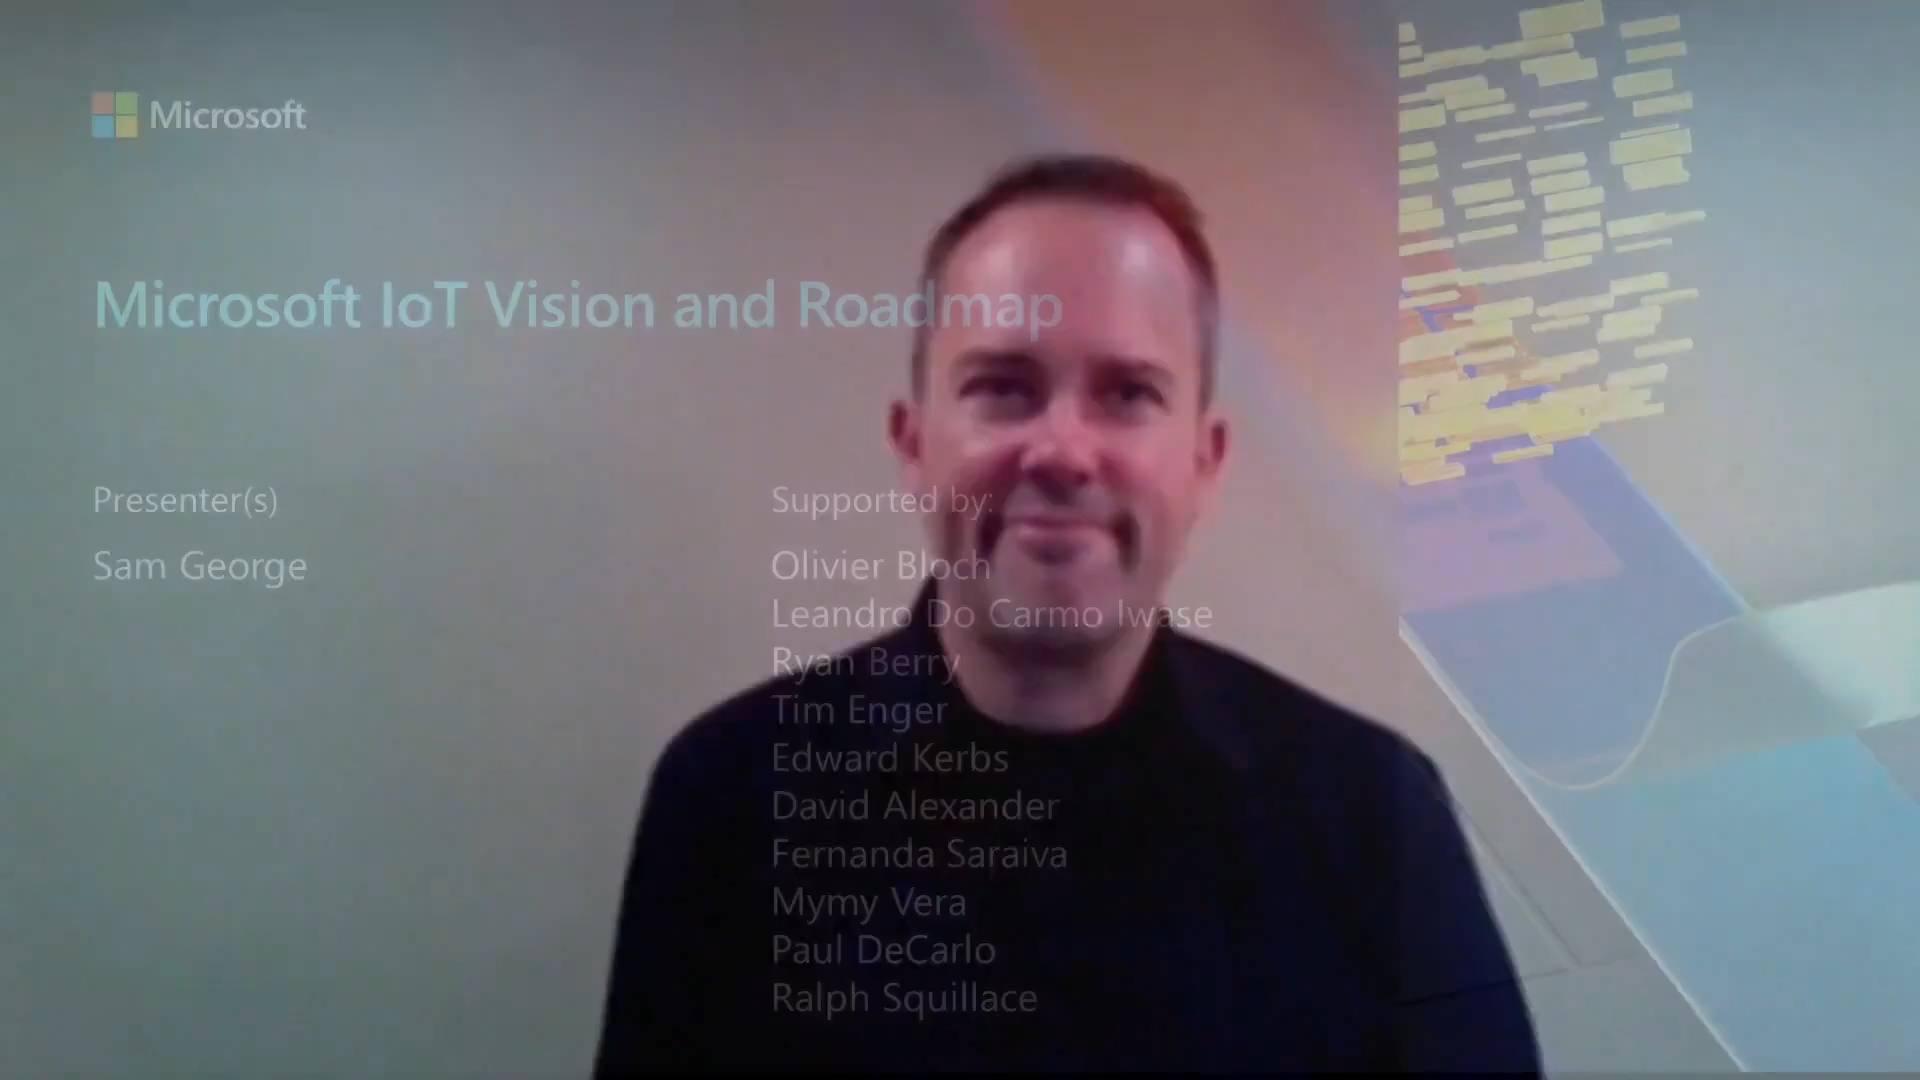 Microsoft
Microsoft IoT Vision and Roadmap
Presenter(s)
Sam George
Supported by:
Olivier Bloch
Leandro Do Carmo Iwase
Ryan Berry
Tim Enger
Edward Kerbs
David Alexander
Fernanda Saraiva
Mymy Vera
Paul DeCarlo
Ralph Squillace